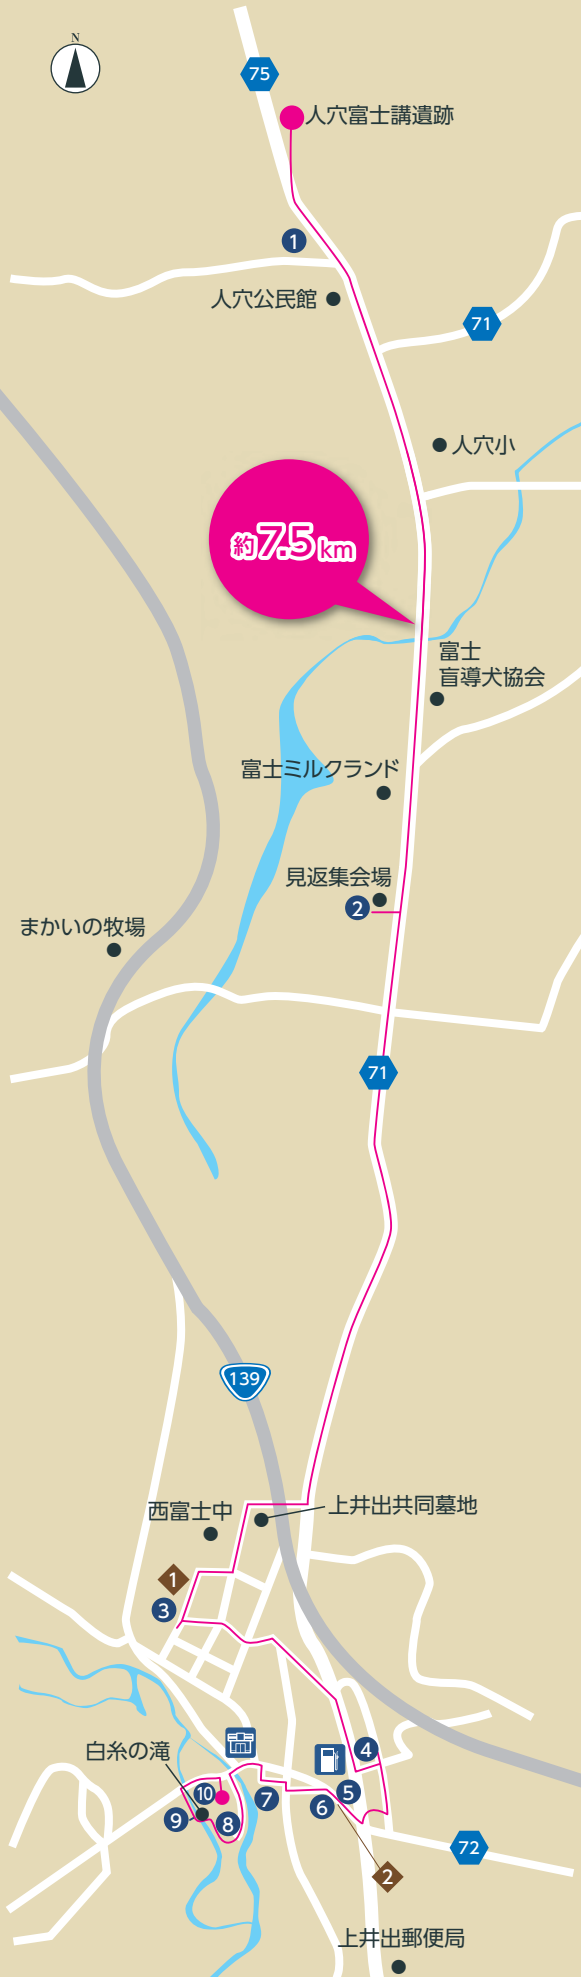 N
75
人穴富士講遺跡
1
人穴公民館
71
人穴小
約7.5km
富士
盲導犬協会
富士ミルクランド
見返集会場
2
まかいの牧場
71
139
西富士中
上井出共同墓地
1
3
白糸の滝
4
5
6
7
8
9
10
72
2
上井出郵便局